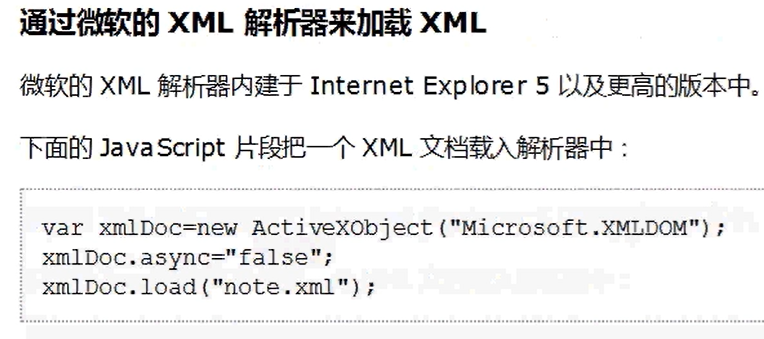 通过微软的 XML 解析器来加载 XML
微软的 XML 解析器内建于 Internet Explorer 5 以及更高的版本中。
下面的 JavaScript 片段把一个 XML 文档载入解析器中：
var xmlDoc=new ActiveXObject("Microsoft.XMLDOM");
xmlDoc.async="false";
xmlDoc.load("note.xml");